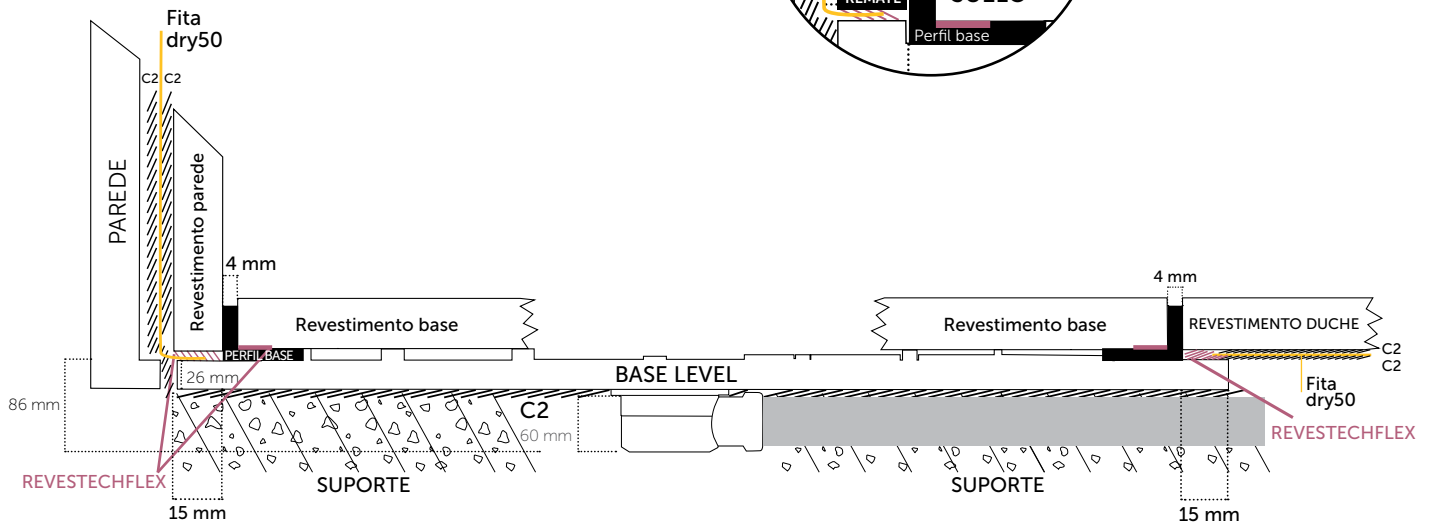 REMATE
Perfil base
Fita
dry50
C2 C2
PAREDE
Revestimento parede
4 mm
4 mm
Revestimento base
Revestimento base
REVESTIMENTO DUCHE
PERFIL BASE
C2
C2
26 mm
BASE LEVEL
86 mm
C2
60 mm
Fita
dry50
REVESTECHFLEX
REVESTECHFLEX
SUPORTE
SUPORTE
15 mm
15 mm